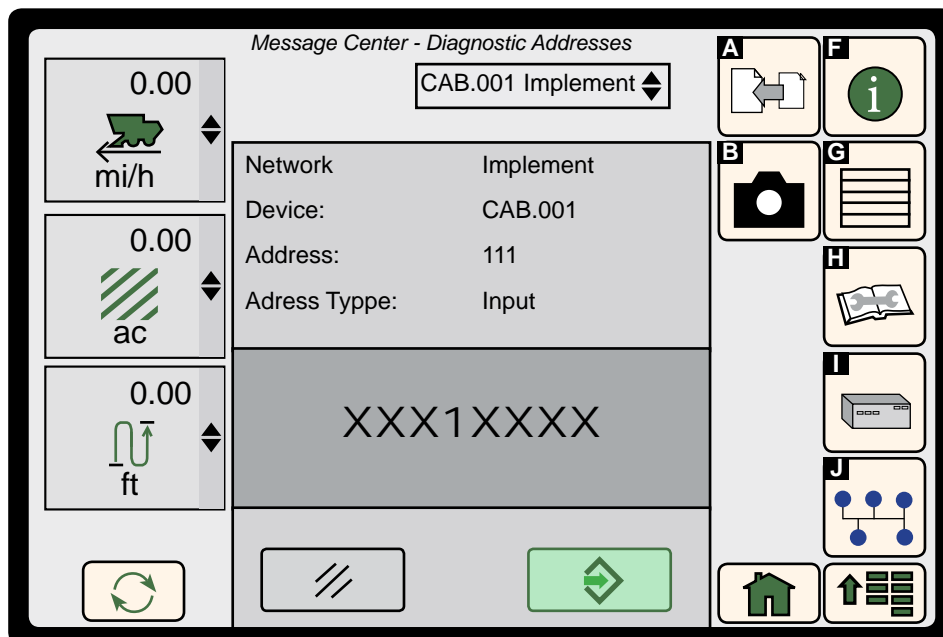 Message Center - Diagnostic Addresses
CAB.001 Implement
0.00
mi/h
0.00
ac
0.00
ft
Network Implement
Device: CAB.001
Address: 111
Adress Typpe: Input
XXX1XXXX
A
F
i
B
G
H
I
J